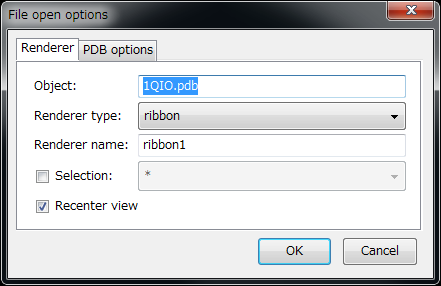 File open options
Renderer PDB options
Object: 1QIO.pdb
Renderer type: ribbon
Renderer name: ribbon1
Selection: *
Recenter view
OK Cancel